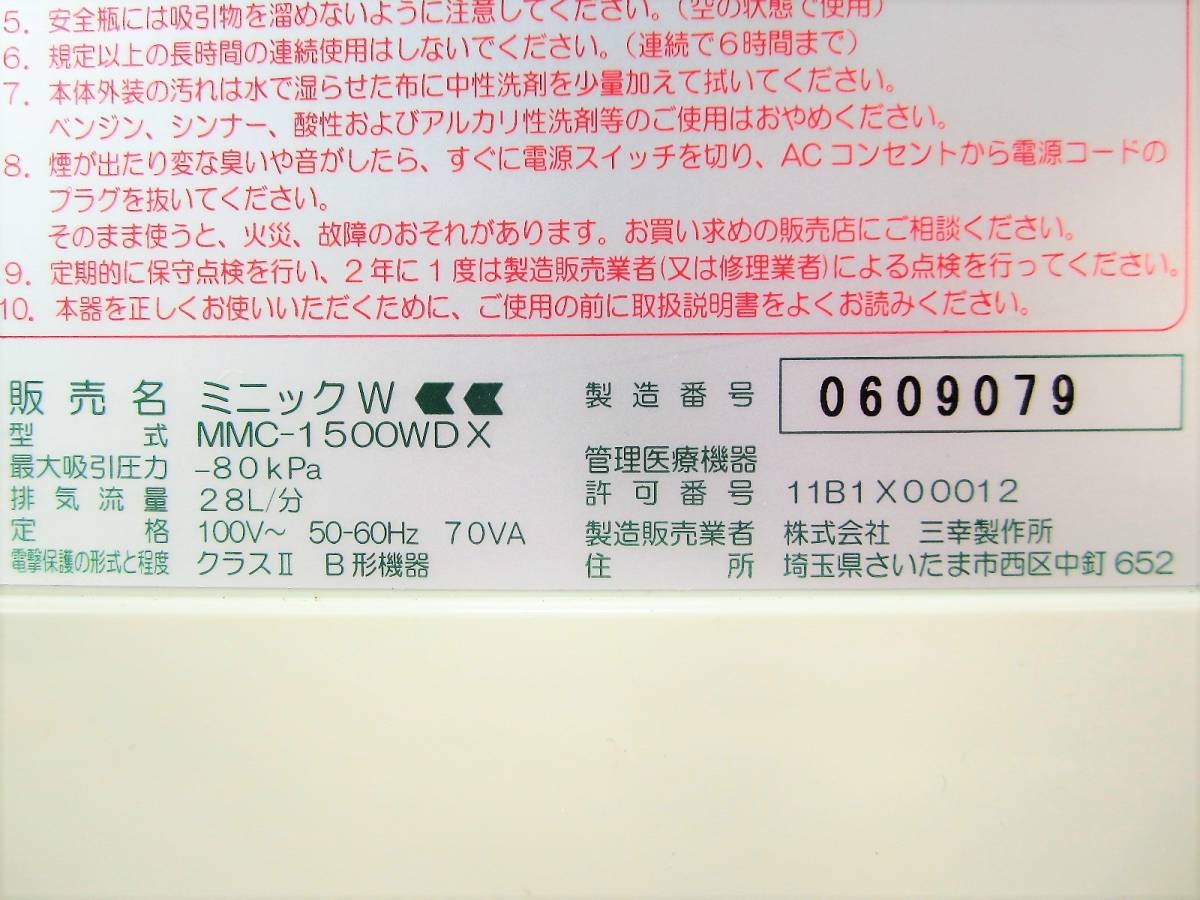 5. 安全瓶には吸引物を溜めないように注意してください。(空の状態で使用)
6. 規定以上の長時間の連続使用はしないでください。(連続で6時間まで)
7. 本体外装の汚れは水で湿らせた布に中性洗剤を少量加えて拭いてください。
ベンジン、シンナー、酸性およびアルカリ性洗剤等のご使用はおやめください。
8. 煙が出たり変な臭いや音がしたら、すぐに電源スイッチを切り、ACコンセントから電源コードの
プラグを抜いてください。
そのまま使うと、火災、故障のおそれがあります。お買い求めの販売店にご相談ください。
9. 定期的に保守点検を行い、2年に1度は製造販売業者(又は修理業者)による点検を行ってください。
10. 本器を正しくお使いいただくために、ご使用の前に取扱説明書をよくお読みください。
販売名 ミニックW
型式 MMC-1500WDX
最大吸引圧力 -80kPa
排気流量 28L/分
定格 100V~ 50-60Hz 70VA
電撃保護の形式と程度 クラスⅡ B形機器
製造番号 0609079
管理医療機器
許可番号 11B1X00012
製造販売業者 株式会社 三幸製作所
住所 埼玉県さいたま市西区中釘652